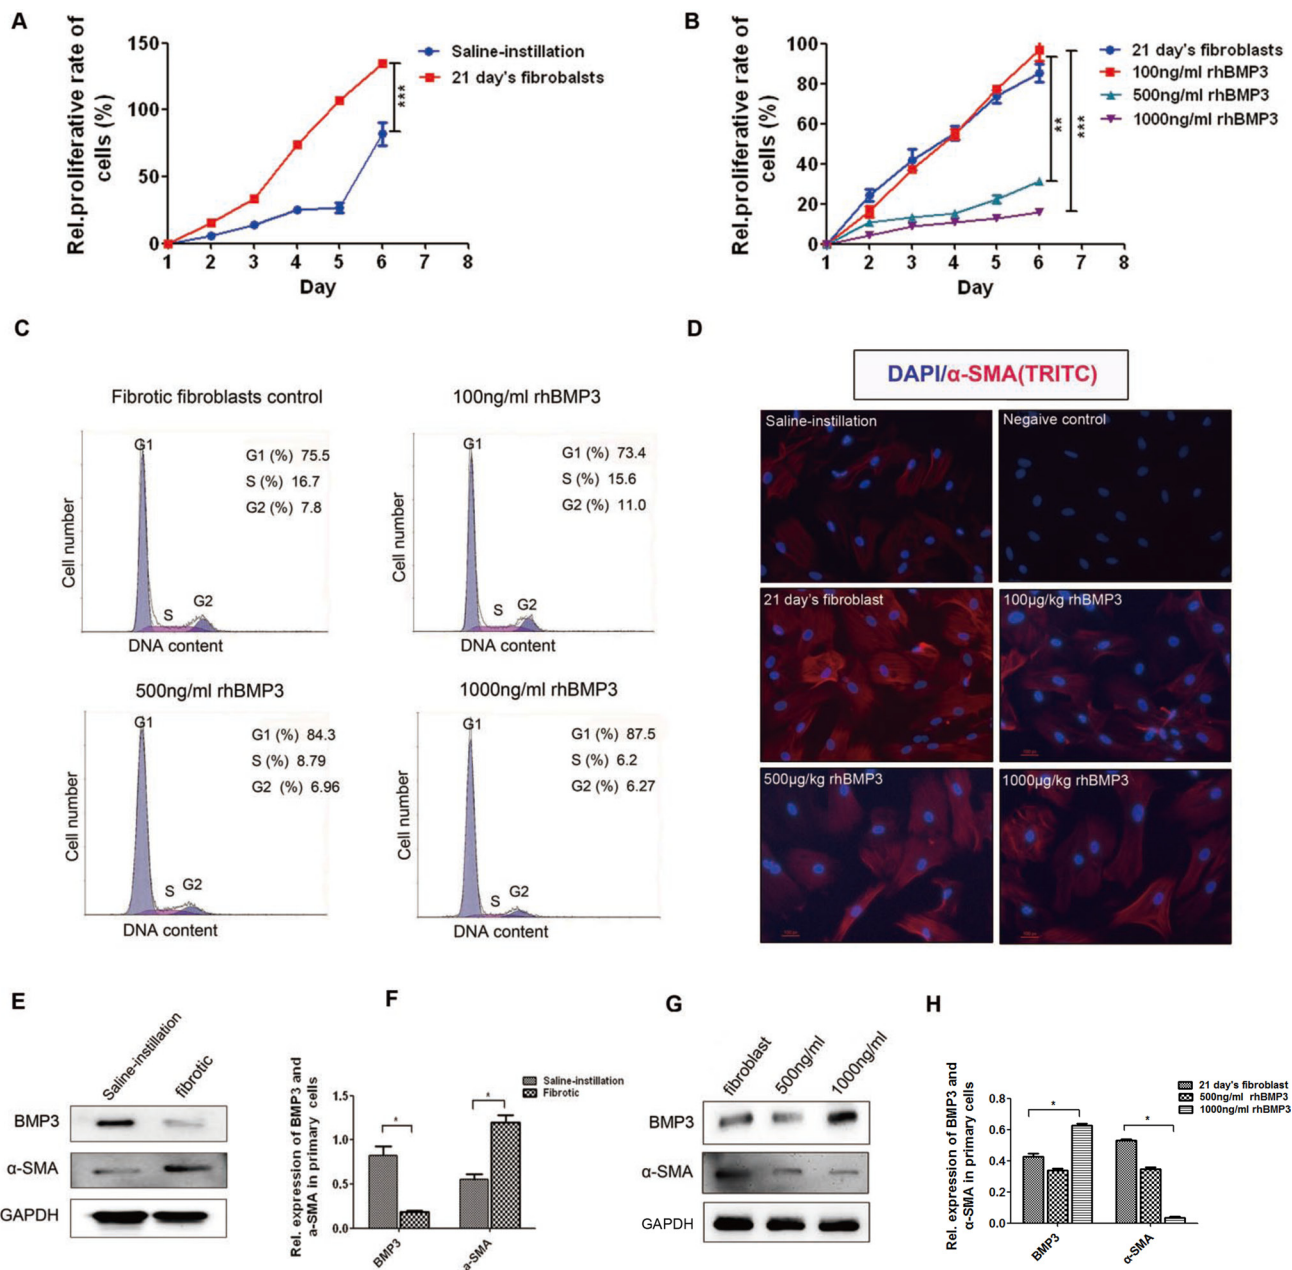 A
Rel.proliferative rate of
cells (%)
150
100
50
0
1 2 3 4 5 6 7 8
Day
Saline-instillation
21 day's fibrobalsts
***
B
Rel.proliferative rate of
cells (%)
100
80
60
40
20
0
1 2 3 4 5 6 7 8
Day
21 day's fibroblasts
100ng/ml rhBMP3
500ng/ml rhBMP3
1000ng/ml rhBMP3
**
***
C
Fibrotic fibroblasts control
Cell number
G1
S
G2
G1 (%) 75.5
S (%) 16.7
G2 (%) 7.8
DNA content
100ng/ml rhBMP3
Cell number
G1
S
G2
G1 (%) 73.4
S (%) 15.6
G2 (%) 11.0
DNA content
500ng/ml rhBMP3
Cell number
G1
S
G2
G1 (%) 84.3
S (%) 8.79
G2 (%) 6.96
DNA content
1000ng/ml rhBMP3
Cell number
G1
S
G2
G1 (%) 87.5
S (%) 6.2
G2 (%) 6.27
DNA content
D
DAPI/α-SMA(TRITC)
Saline-instillation
Negaive control
21 day's fibroblast
100µg/kg rhBMP3
500µg/kg rhBMP3
1000µg/kg rhBMP3
E
Saline-instillation
fibrotic
BMP3
α-SMA
GAPDH
F
Rel. expression of BMP3 and
a-SMA in primary cells
1.5
1.0
0.5
0.0
*
*
BMP3
a-SMA
Saline-instillation
Fibrotic
G
fibroblast
500ng/ml
1000ng/ml
BMP3
α-SMA
GAPDH
H
Rel. expression of BMP3 and
α-SMA in primary cells
0.8
0.6
0.4
0.2
0.0
*
*
BMP3
α-SMA
21 day's fibroblast
500ng/ml rhBMP3
1000ng/ml rhBMP3